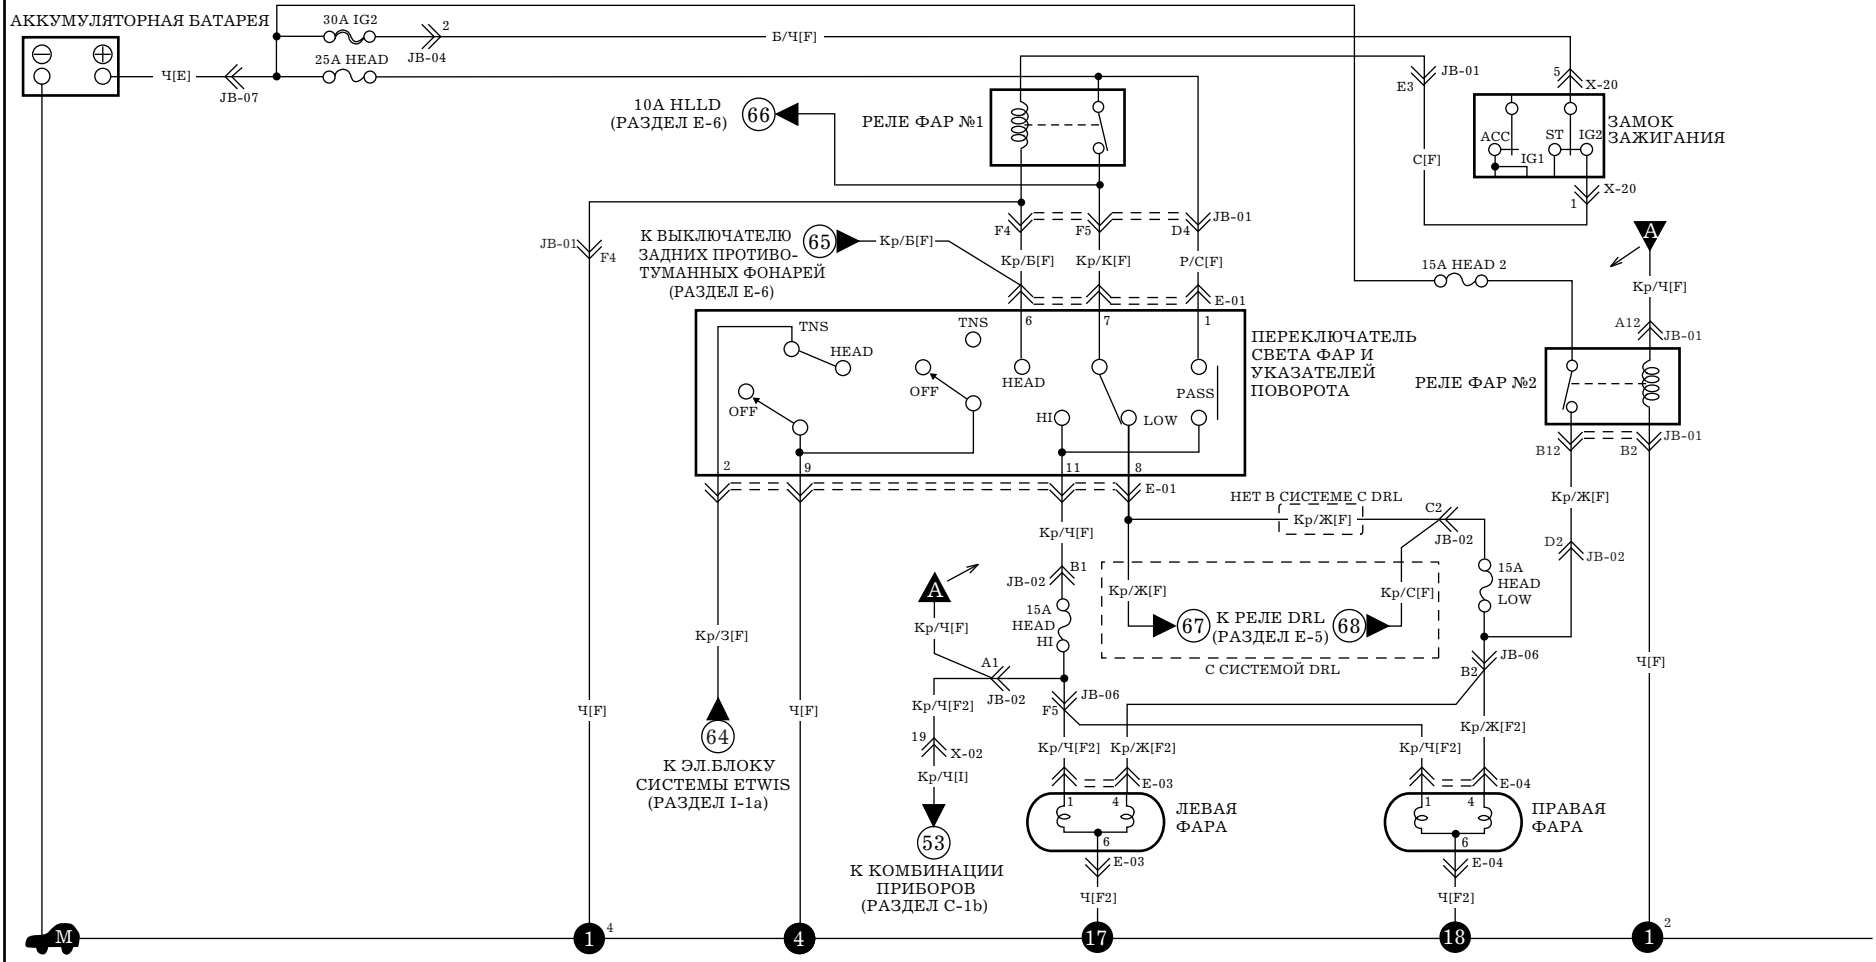 АККУМУЛЯТОРНАЯ БАТАРЕЯ
30A IG2
2
JB-04
Б/Ч[F]
25A HEAD
Ч[E]
JB-07
10A HLLD
(РАЗДЕЛ E-6)
66
РЕЛЕ ФАР №1
JB-01
E3
С[F]
5
X-20
ACC
IG1
ST
IG2
ЗАМОК
ЗАЖИГАНИЯ
1
X-20
JB-01
F4
К ВЫКЛЮЧАТЕЛЮ
ЗАДНИХ ПРОТИВО-
ТУМАННЫХ ФОНАРЕЙ
(РАЗДЕЛ E-6)
65
Кр/Б[F]
F4
F5
D4
JB-01
Кр/Б[F]
Кр/К[F]
Р/С[F]
E-01
A
Кр/Ч[F]
15A HEAD 2
A12
JB-01
РЕЛЕ ФАР №2
B12
B2
JB-01
6
7
1
TNS
HEAD
OFF
TNS
OFF
HEAD
HI
LOW
PASS
2
9
11
8
ПЕРЕКЛЮЧАТЕЛЬ
СВЕТА ФАР И
УКАЗАТЕЛЕЙ
ПОВОРОТА
E-01
НЕТ В СИСТЕМЕ С DRL
Кр/Ж[F]
C2
JB-02
Кр/Ж[F]
D2
JB-02
Кр/Ч[F]
B1
JB-02
15A
HEAD
HI
A
Кр/Ч[F]
Кр/Ж[F]
Кр/С[F]
67
К РЕЛЕ DRL
(РАЗДЕЛ E-5)
68
С СИСТЕМОЙ DRL
15A
HEAD
LOW
Кр/З[F]
A1
JB-02
Кр/Ч[F2]
F5
JB-06
B2
JB-06
Ч[F]
Ч[F]
Ч[F]
64
К ЭЛ.БЛОКУ
СИСТЕМЫ ETWIS
(РАЗДЕЛ I-1a)
19
X-02
Кр/Ч[I]
53
К КОМБИНАЦИИ
ПРИБОРОВ
(РАЗДЕЛ C-1b)
Кр/Ч[F2]
Кр/Ж[F2]
Кр/Ч[F2]
Кр/Ж[F2]
E-03
1
4
6
ЛЕВАЯ
ФАРА
E-03
Ч[F2]
E-04
1
4
6
ПРАВАЯ
ФАРА
E-04
Ч[F2]
M
1
4
4
17
18
1
2